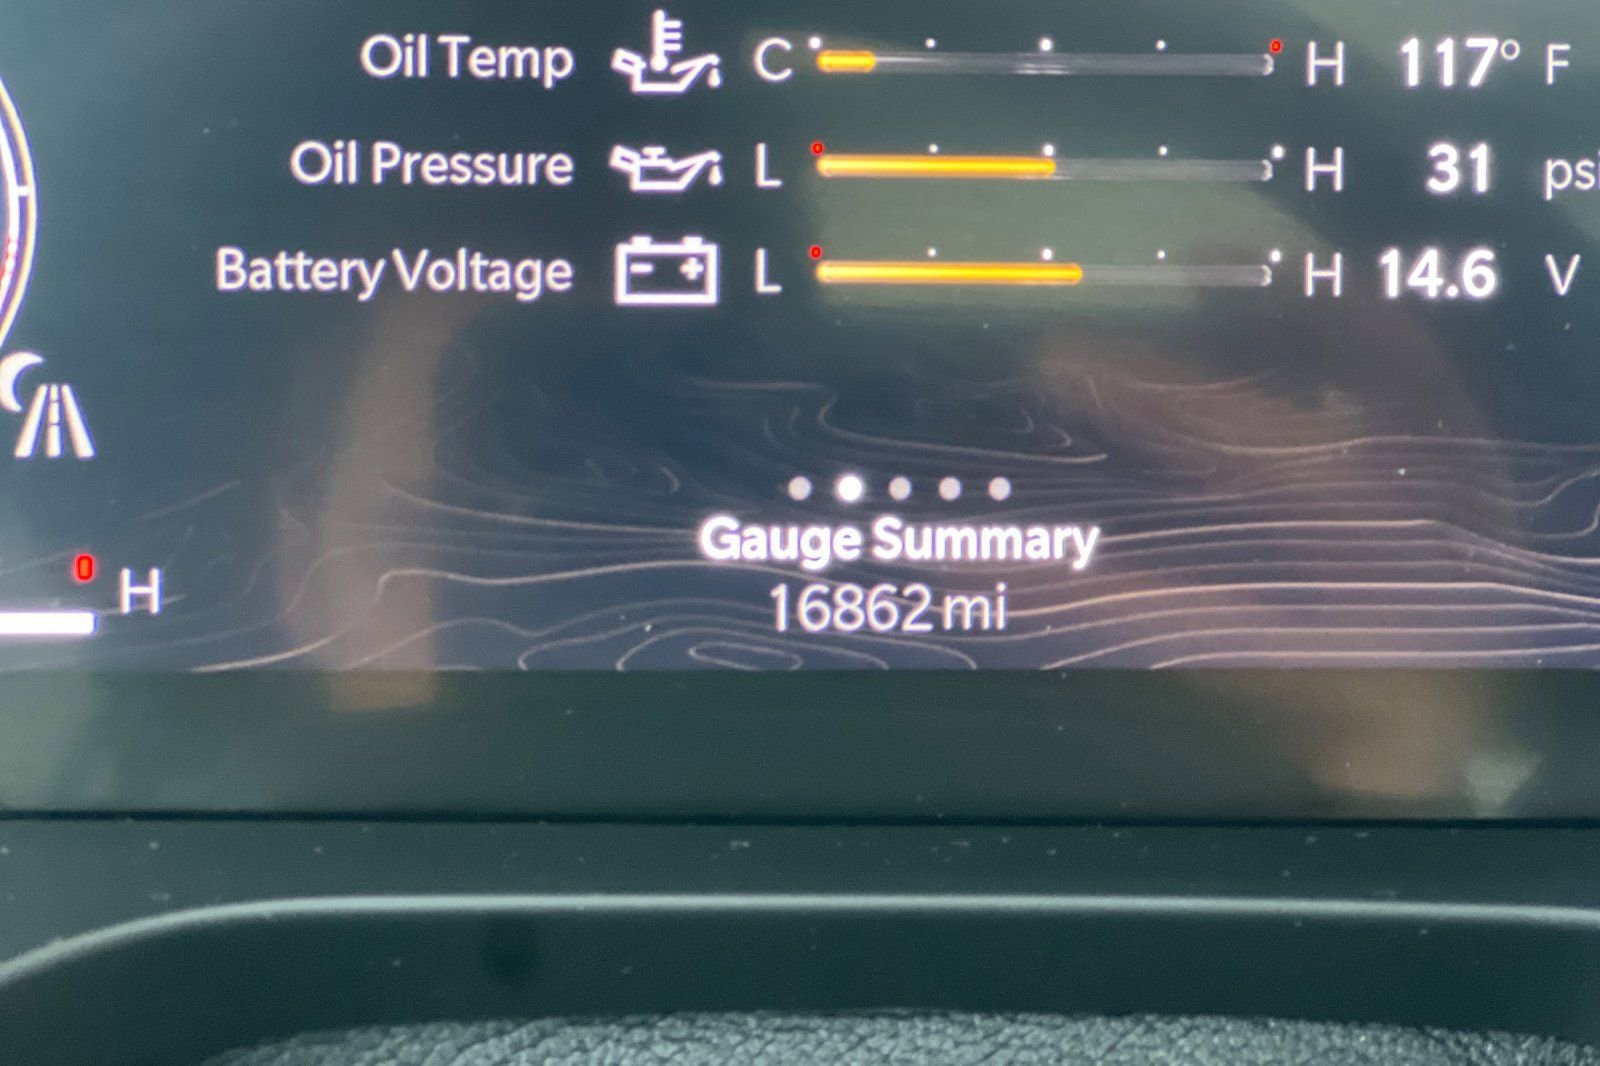 Oil Temp C H 117° F
Oil Pressure L H 31 psi
Battery Voltage L H 14.6 V
Gauge Summary
H
16862 mi